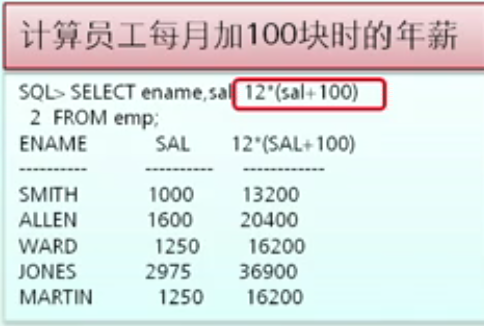 计算员工每月加100块时的年薪
SQL> SELECT ename,sal 12*(sal+100)
2 FROM emp;
ENAME SAL 12*(SAL+100)
---------- ---------- ------------
SMITH 1000 13200
ALLEN 1600 20400
WARD 1250 16200
JONES 2975 36900
MARTIN 1250 16200